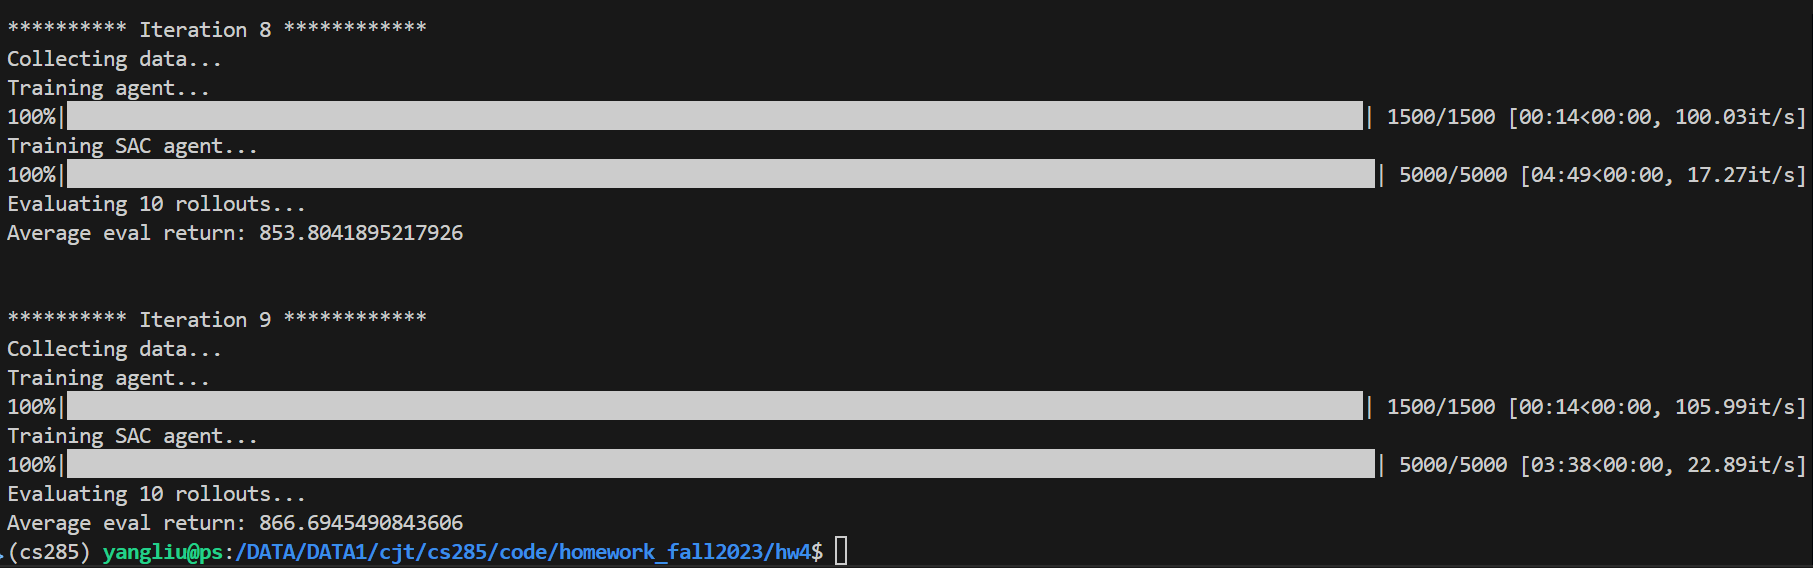 ********** Iteration 8 ************
Collecting data...
Training agent...
100%|| 1500/1500 [00:14<00:00, 100.03it/s]
Training SAC agent...
100%|| 5000/5000 [04:49<00:00, 17.27it/s]
Evaluating 10 rollouts...
Average eval return: 853.8041895217926
********** Iteration 9 ************
Collecting data...
Training agent...
100%|| 1500/1500 [00:14<00:00, 105.99it/s]
Training SAC agent...
100%|| 5000/5000 [03:38<00:00, 22.89it/s]
Evaluating 10 rollouts...
Average eval return: 866.6945490843606
(cs285) yangliu@ps:/DATA/DATA1/cjt/cs285/code/homework_fall2023/hw4$